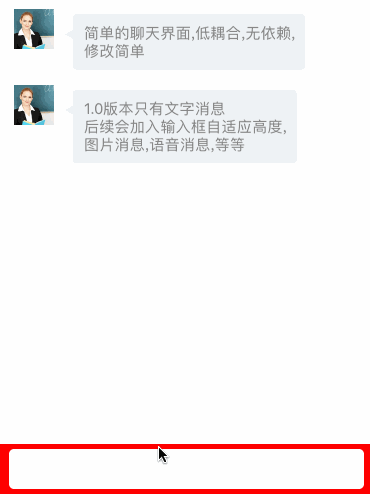 简单的聊天界面,低耦合,无依赖,
修改简单
1.0版本只有文字消息
后续会加入输入框自适应高度,
图片消息,语音消息,等等